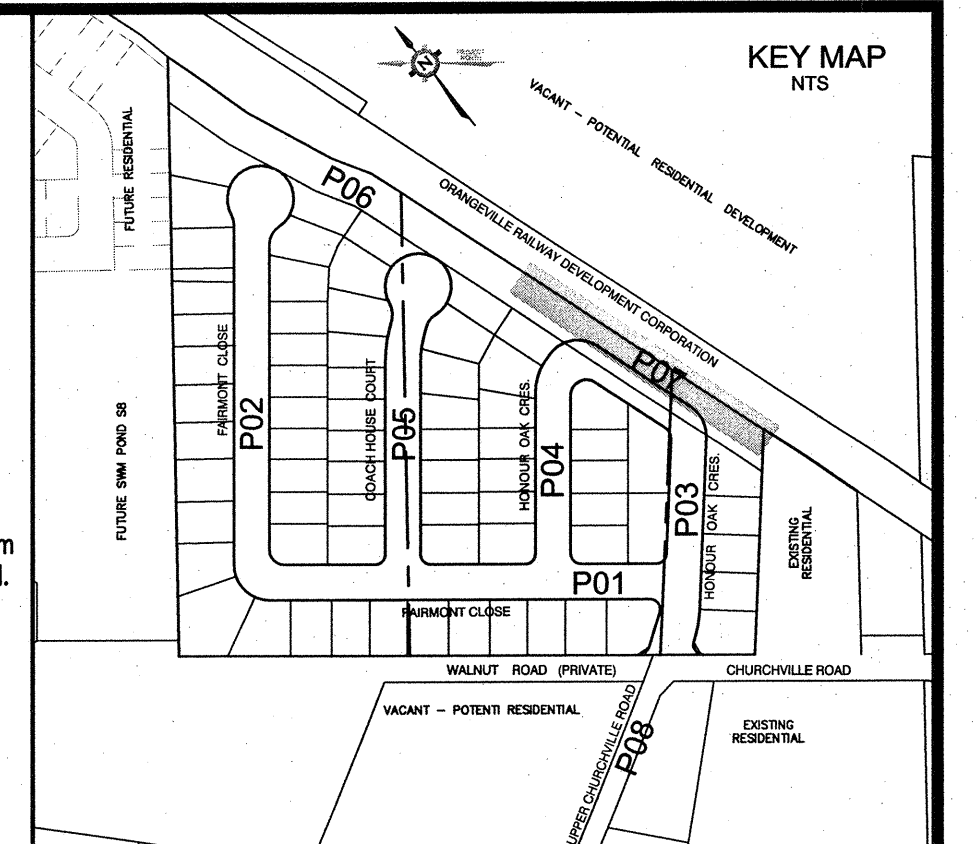 KEY MAP
NTS
N
VACANT – POTENTIAL RESIDENTIAL DEVELOPMENT
FUTURE RESIDENTIAL
P06
ORANGEVILLE RAILWAY DEVELOPMENT CORPORATION
P07
FAIRMONT CLOSE
P02
COACH HOUSE COURT
P05
HONOUR OAK CRES.
P04
P03
HONOUR OAK CRES.
EXISTING
RESIDENTIAL
FUTURE SWM POND S8
P01
FAIRMONT CLOSE
WALNUT ROAD (PRIVATE)
CHURCHVILLE ROAD
VACANT – POTENTI RESIDENTIAL
EXISTING
RESIDENTIAL
UPPER CHURCHVILLE ROAD
P08